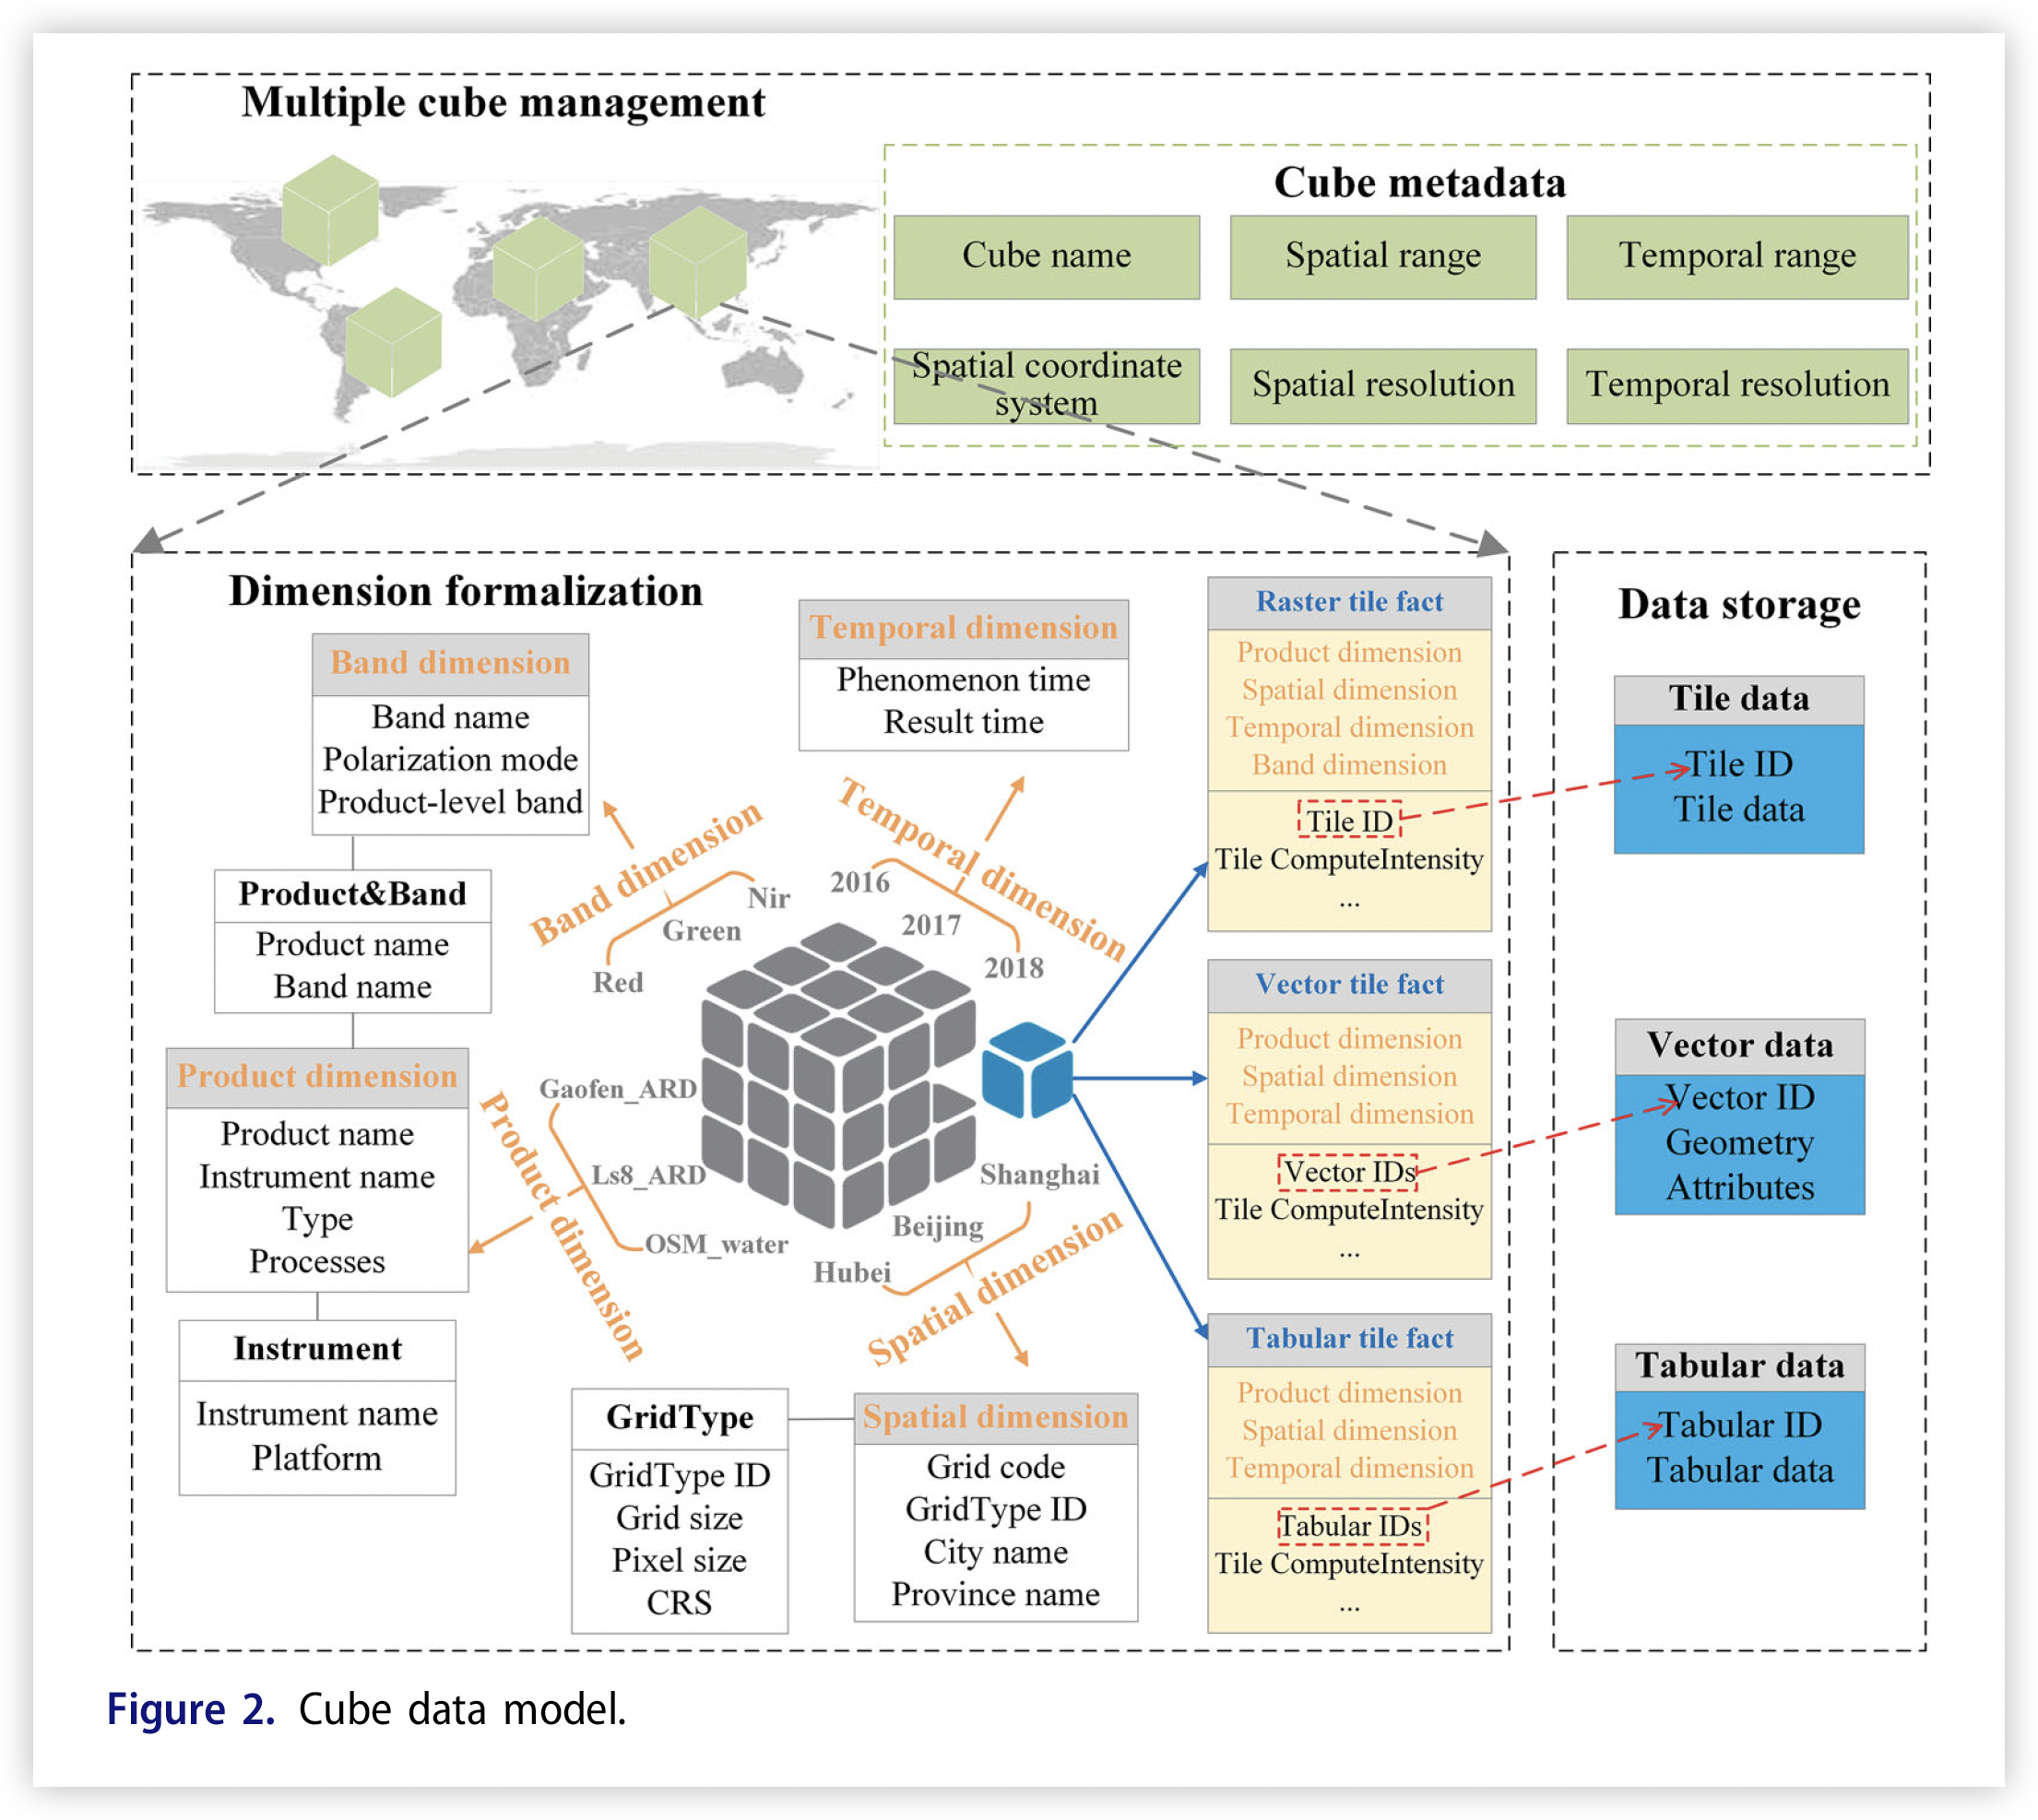 Multiple cube management
Cube metadata
Cube name
Spatial range
Temporal range
Spatial coordinate
system
Spatial resolution
Temporal resolution
Dimension formalization
Band dimension
Band name
Polarization mode
Product-level band
Product&Band
Product name
Band name
Product dimension
Product name
Instrument name
Type
Processes
Instrument
Instrument name
Platform
Temporal dimension
Phenomenon time
Result time
Band dimension
Nir
Green
Red
Temporal dimension
2016
2017
2018
Product dimension
Gaofen_ARD
Ls8_ARD
OSM_water
Shanghai
Beijing
Hubei
Spatial dimension
GridType
GridType ID
Grid size
Pixel size
CRS
Spatial dimension
Grid code
GridType ID
City name
Province name
Raster tile fact
Product dimension
Spatial dimension
Temporal dimension
Band dimension
Tile ID
Tile ComputeIntensity
...
Vector tile fact
Product dimension
Spatial dimension
Temporal dimension
Vector IDs
Tile ComputeIntensity
...
Tabular tile fact
Product dimension
Spatial dimension
Temporal dimension
Tabular IDs
Tile ComputeIntensity
...
Data storage
Tile data
Tile ID
Tile data
Vector data
Vector ID
Geometry
Attributes
Tabular data
Tabular ID
Tabular data
Figure 2. Cube data model.